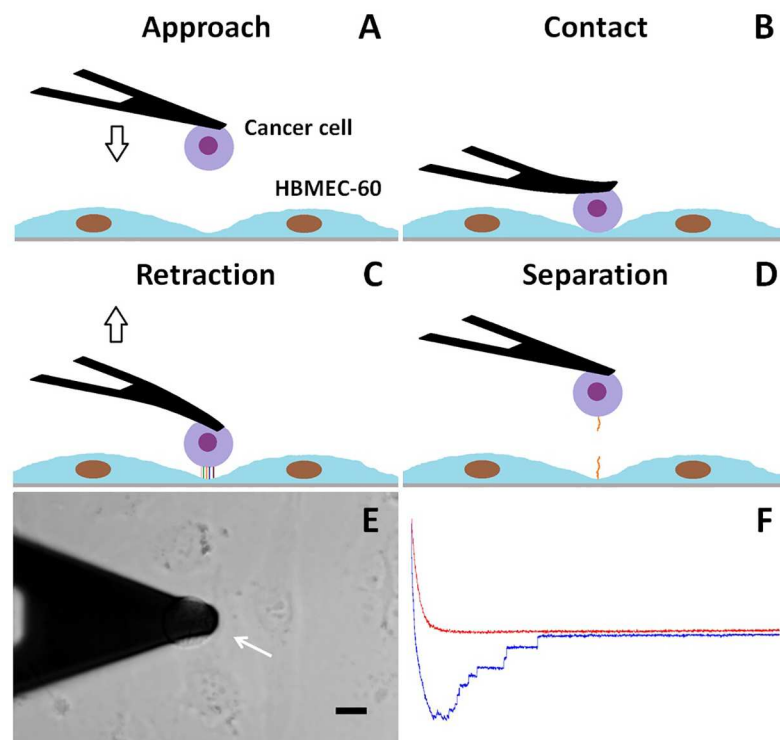 Approach A
Cancer cell
HBMEC-60
Contact B
Retraction C
Separation D
E
F